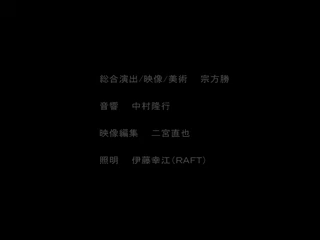 総合演出/映像/美術 宗方勝
音響 中村隆行
映像編集 二宮直也
照明 伊藤幸江(RAFT)